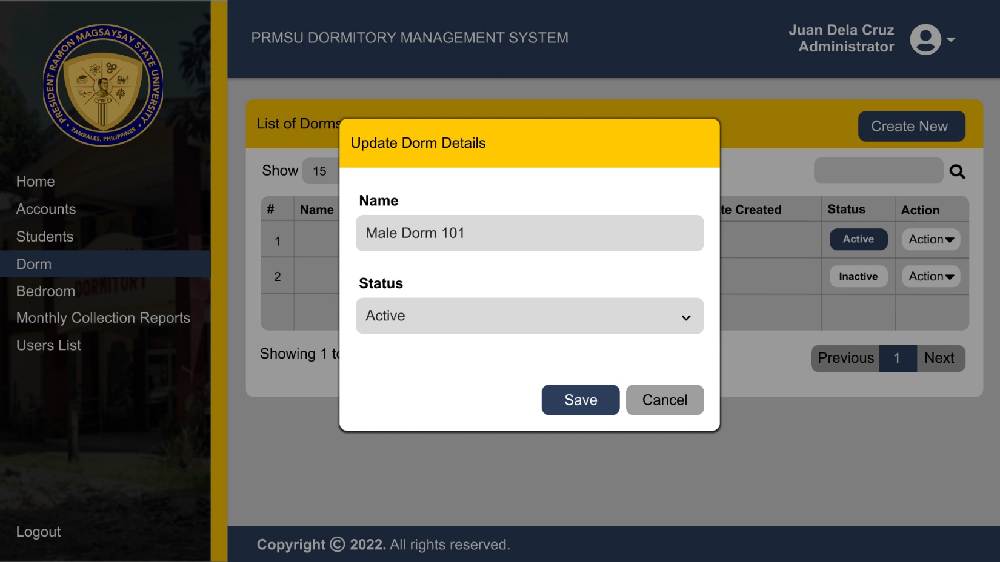 PRESIDENT RAMON MAGSAYSAY STATE UNIVERSITY
ZAMBALES, PHILIPPINES
PRMSU DORMITORY MANAGEMENT SYSTEM
Juan Dela Cruz
Administrator
Home
Accounts
Students
Dorm
Bedroom
DORMITORY
Monthly Collection Reports
Users List
Logout
List of Dorms
Create New
Show 15
# Name te Created Status Action
1 Active Action
2 Inactive Action
Showing 1 to
Previous 1 Next
Update Dorm Details
Name
Male Dorm 101
Status
Active
Save Cancel
Copyright © 2022. All rights reserved.